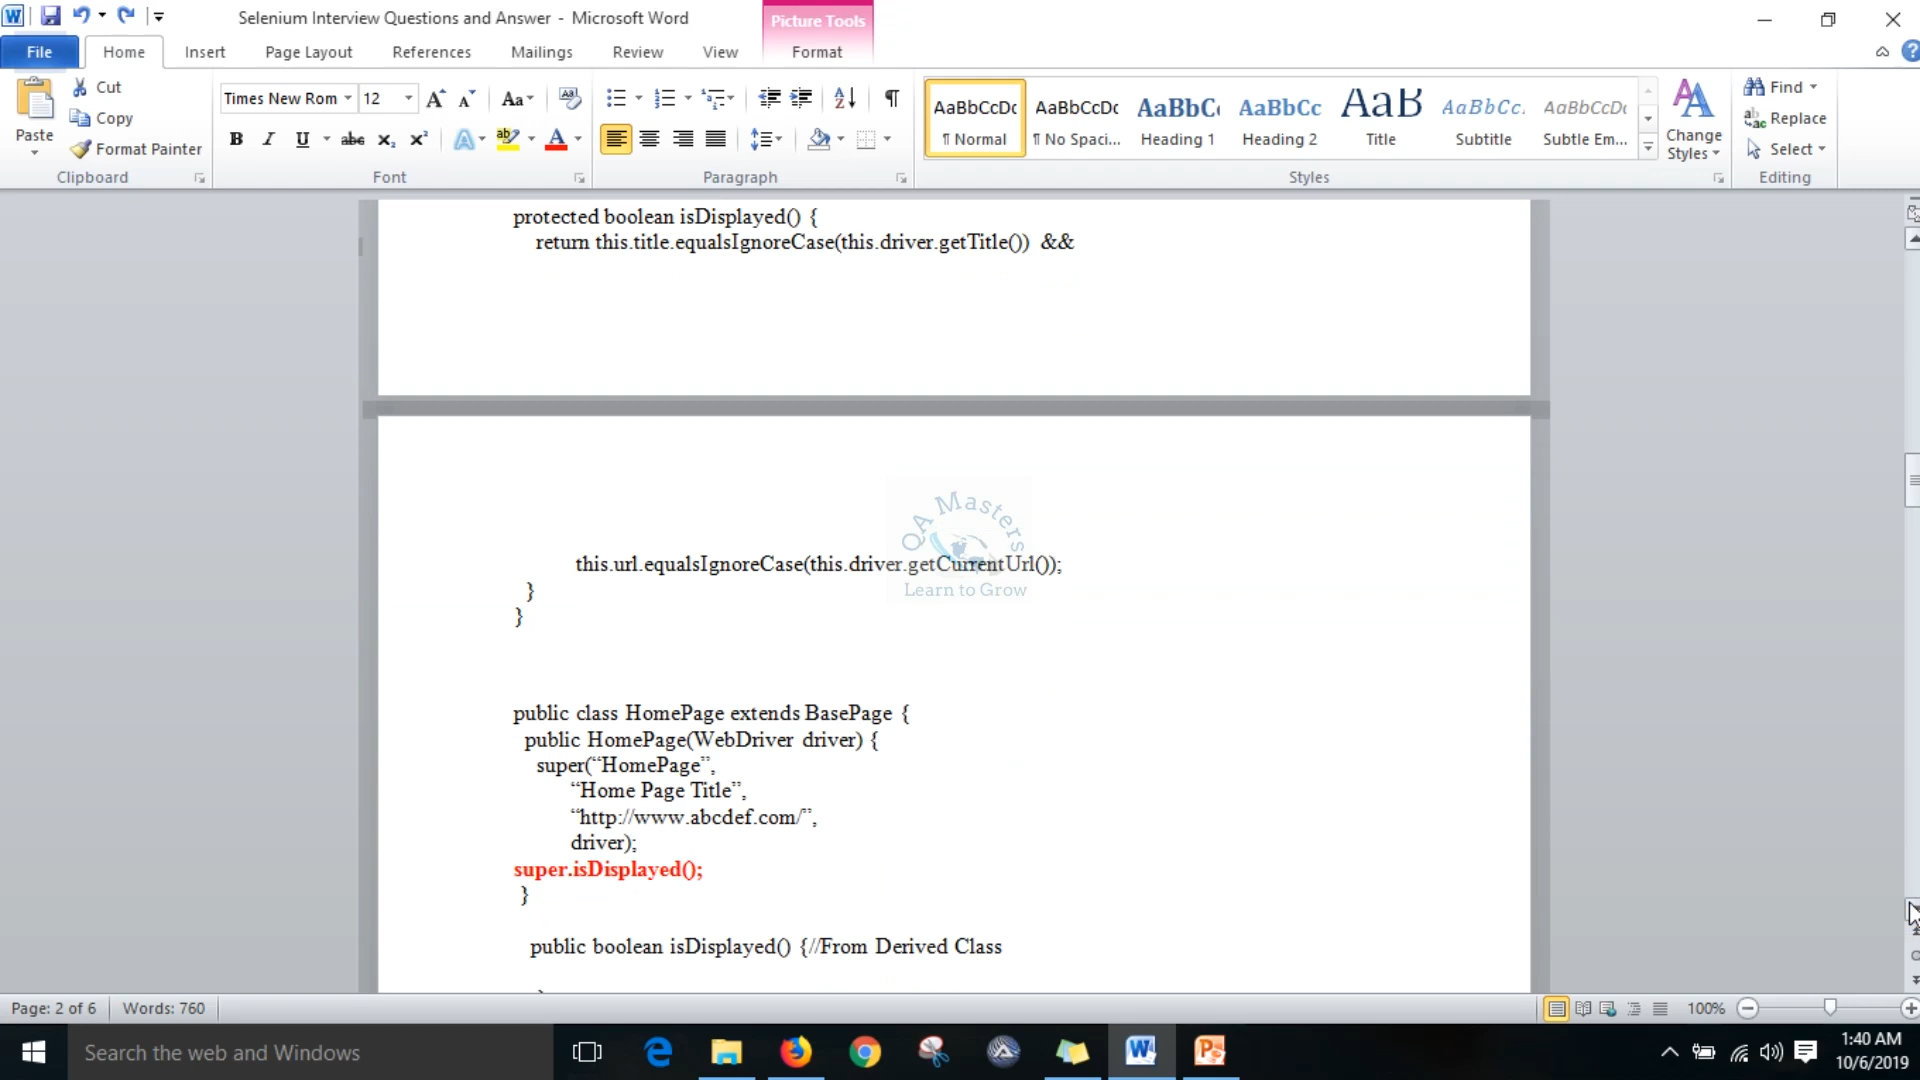 Selenium Interview Questions and Answer - Microsoft Word
Picture Tools
File
Home
Insert
Page Layout
References
Mailings
Review
View
Format
Cut
Copy
Format Painter
Paste
Clipboard
Times New Rom
12
Font
Paragraph
AaBbCcDc
¶ Normal
AaBbCcDc
¶ No Spaci...
AaBbC
Heading 1
AaBbCc
Heading 2
AaB
Title
AaBbCc.
Subtitle
AaBbCcDc
Subtle Em...
Change
Styles
Styles
Find
Replace
Select
Editing
protected boolean isDisplayed() {
return this.title.equalsIgnoreCase(this.driver.getTitle()) &&
QA Masters
this.url.equalsIgnoreCase(this.driver.getCurrentUrl());
Learn to Grow
}
}
public class HomePage extends BasePage {
public HomePage(WebDriver driver) {
super(“HomePage”,
“Home Page Title”,
“http://www.abcdef.com/”,
driver);
super.isDisplayed();
}
public boolean isDisplayed() {//From Derived Class
Page: 2 of 6
Words: 760
100%
Search the web and Windows
1:40 AM
10/6/2019